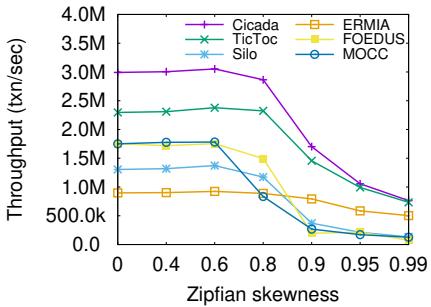 4.0M
3.5M
3.0M
2.5M
2.0M
1.5M
1.0M
500.0k
0.0
Throughput (txn/sec)
Cicada
TicToc
Silo
ERMIA
FOEDUS
MOCC
0 0.4 0.6 0.8 0.9 0.95 0.99
Zipfian skewness